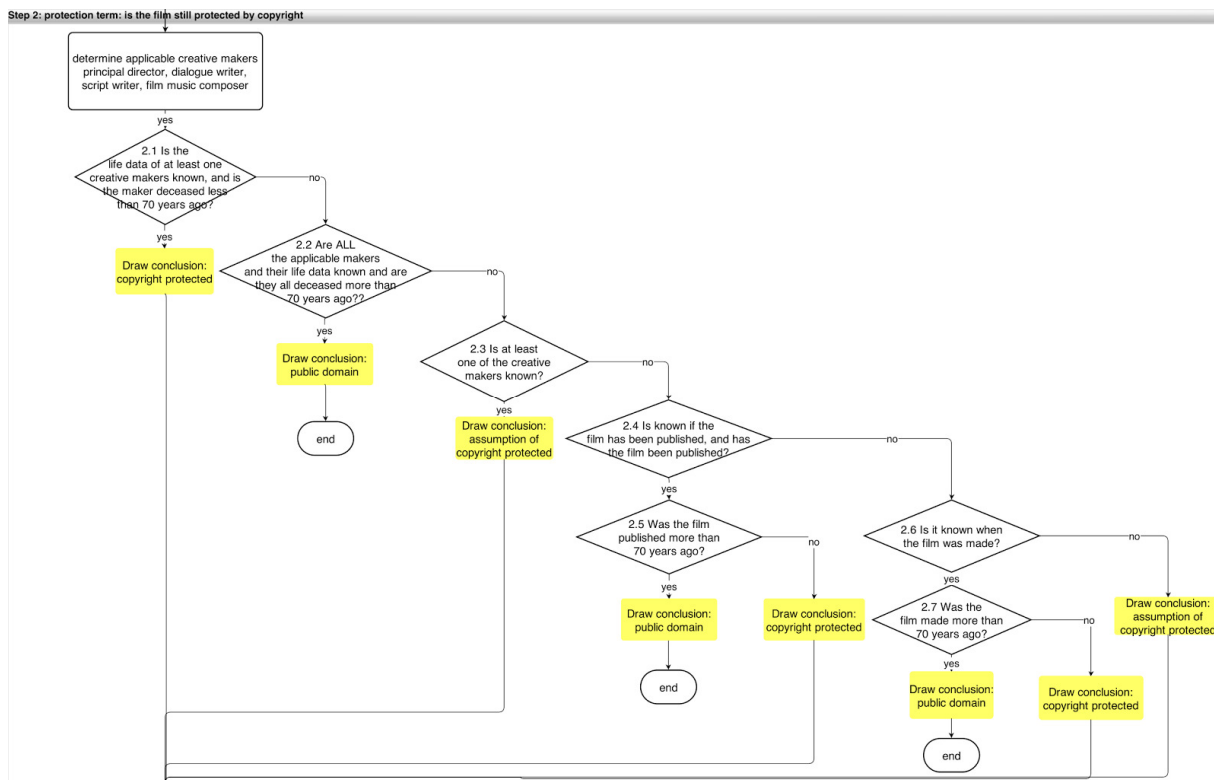 Step 2: protection term: is the film still protected by copyright
determine applicable creative makers
principal director, dialogue writer,
script writer, film music composer
yes
2.1 Is the
life data of at least one
creative makers known, and is
the maker deceased less
than 70 years ago?
no
yes
Draw conclusion:
copyright protected
2.2 Are ALL
the applicable makers
and their life data known and are
they all deceased more than
70 years ago??
no
yes
Draw conclusion:
public domain
end
2.3 Is at least
one of the creative
makers known?
no
yes
Draw conclusion:
assumption of
copyright protected
2.4 Is known if the
film has been published, and has
the film been published?
no
yes
2.5 Was the film
published more than
70 years ago?
no
yes
Draw conclusion:
public domain
end
Draw conclusion:
copyright protected
2.6 Is it known when
the film was made?
no
yes
Draw conclusion:
assumption of
copyright protected
2.7 Was the
film made more than
70 years ago?
no
yes
Draw conclusion:
public domain
end
Draw conclusion:
copyright protected